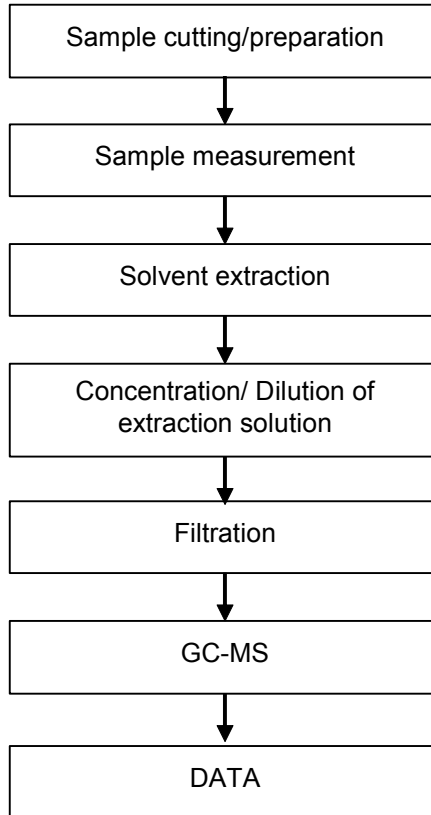 Sample cutting/preparation
Sample measurement
Solvent extraction
Concentration/ Dilution of
extraction solution
Filtration
GC-MS
DATA